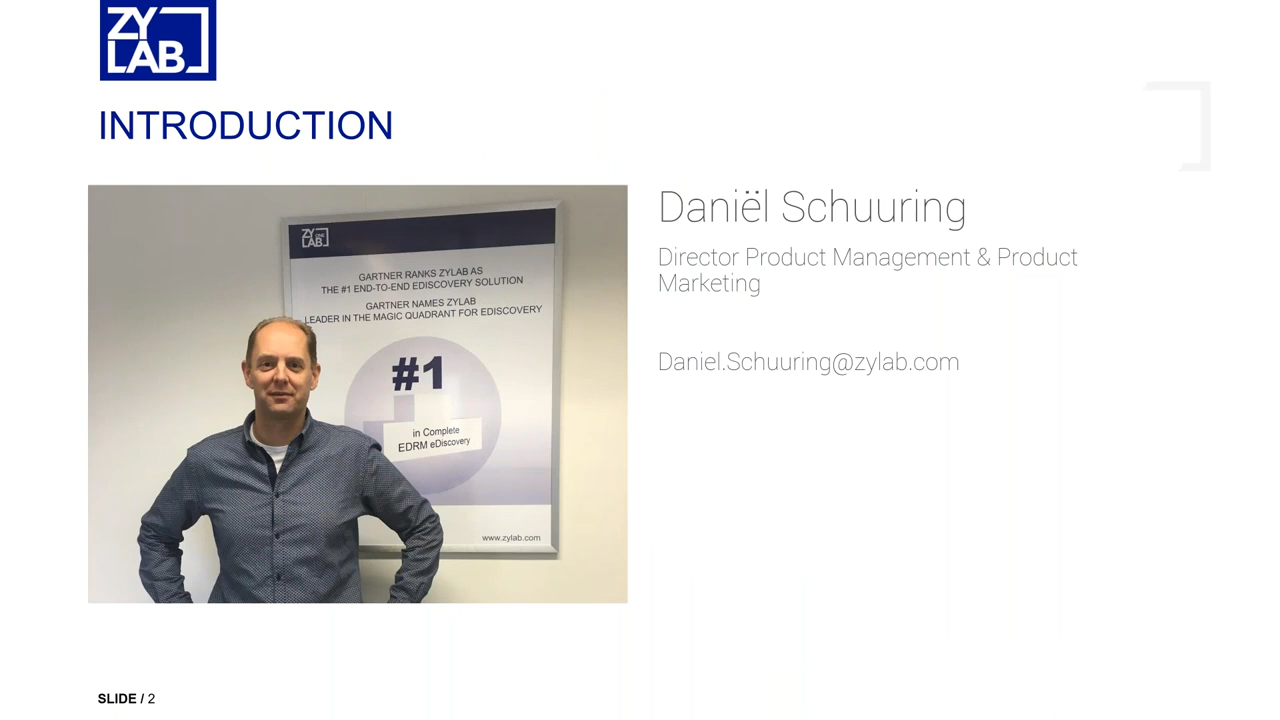 ZY
LAB
INTRODUCTION
ZY ONE
LAB
GARTNER RANKS ZYLAB AS
THE #1 END-TO-END EDISCOVERY SOLUTION
GARTNER NAMES ZYLAB
LEADER IN THE MAGIC QUADRANT FOR EDISCOVERY
#1
in Complete
EDRM eDiscovery
www.zylab.com
Daniël Schuuring
Director Product Management & Product
Marketing
Daniel.Schuuring@zylab.com
SLIDE / 2